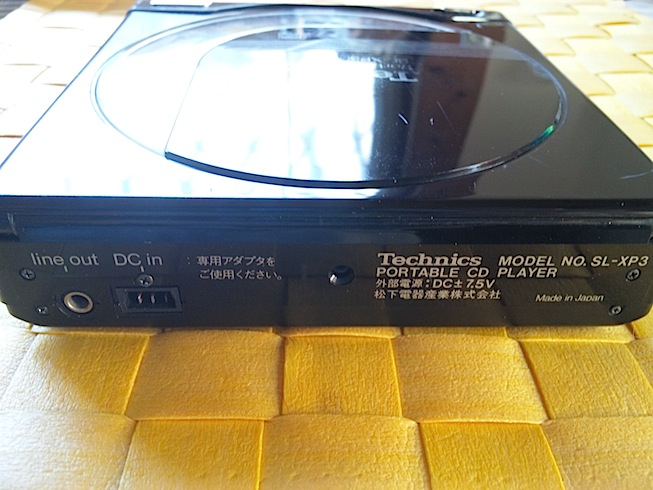 line out
DC in
: 専用アダプタを
ご使用ください。
Technics MODEL NO. SL-XP3
PORTABLE CD PLAYER
外部電源：DC±7.5V
松下電器産業株式会社
Made in Japan